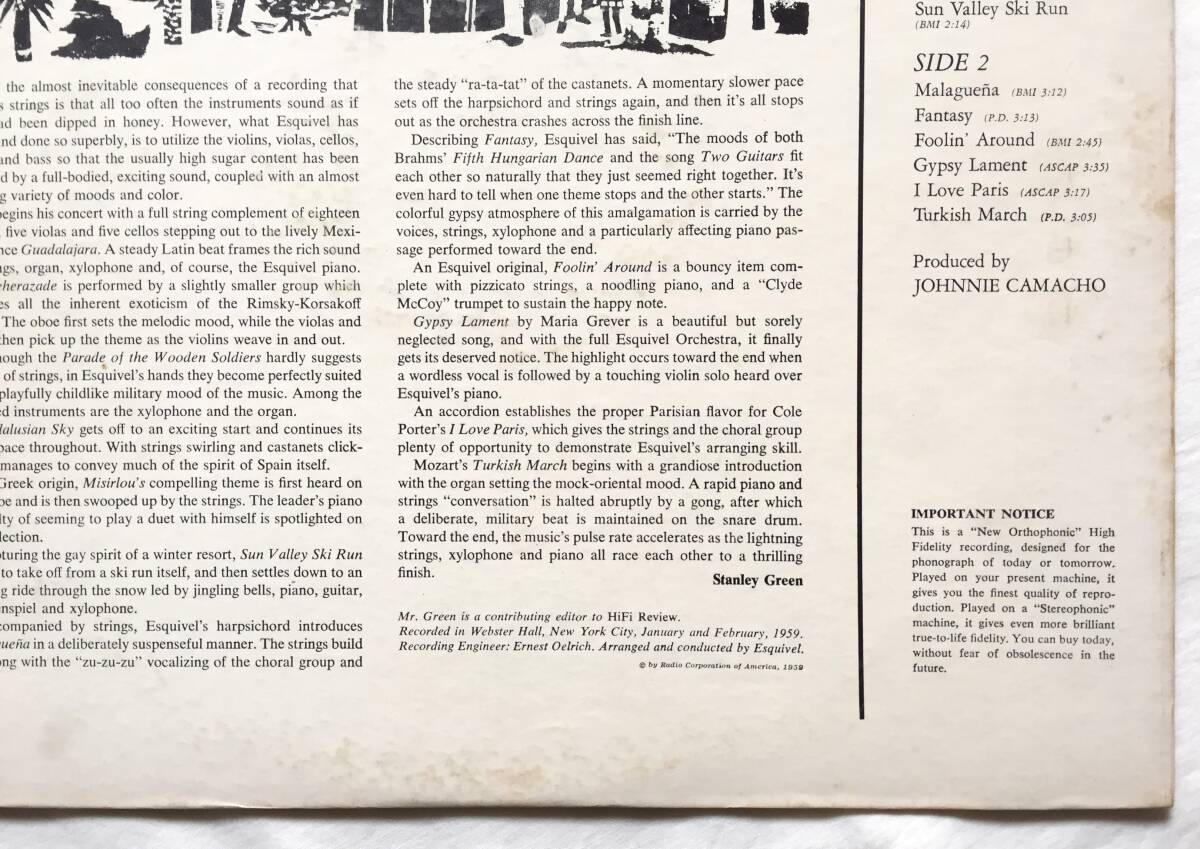 the almost inevitable consequences of a recording that
strings is that all too often the instruments sound as if
been dipped in honey. However, what Esquivel has
done so superbly, is to utilize the violins, violas, cellos,
and bass so that the usually high sugar content has been
by a full-bodied, exciting sound, coupled with an almost
variety of moods and color.
begins his concert with a full string complement of eighteen
five violas and five cellos stepping out to the lively Mexi-
nce Guadalajara. A steady Latin beat frames the rich sound
ngs, organ, xylophone and, of course, the Esquivel piano.
eherazade is performed by a slightly smaller group which
es all the inherent exoticism of the Rimsky-Korsakoff
The oboe first sets the melodic mood, while the violas and
then pick up the theme as the violins weave in and out.
hough the Parade of the Wooden Soldiers hardly suggests
of strings, in Esquivel's hands they become perfectly suited
playfully childlike military mood of the music. Among the
ed instruments are the xylophone and the organ.
dalusian Sky gets off to an exciting start and continues its
pace throughout. With strings swirling and castanets click-
manages to convey much of the spirit of Spain itself.
Greek origin, Misirlou's compelling theme is first heard on
oe and is then swooped up by the strings. The leader's piano
lty of seeming to play a duet with himself is spotlighted on
lection.
pturing the gay spirit of a winter resort, Sun Valley Ski Run
to take off from a ski run itself, and then settles down to an
g ride through the snow led by jingling bells, piano, guitar,
enspiel and xylophone.
companied by strings, Esquivel's harpsichord introduces
gueña in a deliberately suspenseful manner. The strings build
ong with the "zu-zu-zu" vocalizing of the choral group and
the steady "ra-ta-tat" of the castanets. A momentary slower pace
sets off the harpsichord and strings again, and then it's all stops
out as the orchestra crashes across the finish line.
Describing Fantasy, Esquivel has said, "The moods of both
Brahms' Fifth Hungarian Dance and the song Two Guitars fit
each other so naturally that they just seemed right together. It's
even hard to tell when one theme stops and the other starts." The
colorful gypsy atmosphere of this amalgamation is carried by the
voices, strings, xylophone and a particularly affecting piano pas-
sage performed toward the end.
An Esquivel original, Foolin' Around is a bouncy item com-
plete with pizzicato strings, a noodling piano, and a "Clyde
McCoy" trumpet to sustain the happy note.
Gypsy Lament by Maria Grever is a beautiful but sorely
neglected song, and with the full Esquivel Orchestra, it finally
gets its deserved notice. The highlight occurs toward the end when
a wordless vocal is followed by a touching violin solo heard over
Esquivel's piano.
An accordion establishes the proper Parisian flavor for Cole
Porter's I Love Paris, which gives the strings and the choral group
plenty of opportunity to demonstrate Esquivel's arranging skill.
Mozart's Turkish March begins with a grandiose introduction
with the organ setting the mock-oriental mood. A rapid piano and
strings "conversation" is halted abruptly by a gong, after which
a deliberate, military beat is maintained on the snare drum.
Toward the end, the music's pulse rate accelerates as the lightning
strings, xylophone and piano all race each other to a thrilling
finish.
Stanley Green
Mr. Green is a contributing editor to HiFi Review.
Recorded in Webster Hall, New York City, January and February, 1959.
Recording Engineer: Ernest Oelrich. Arranged and conducted by Esquivel.
© by Radio Corporation of America, 1959
Sun Valley Ski Run
(BMI 2:14)
SIDE 2
Malagueña (BMI 3:12)
Fantasy (P.D. 3:13)
Foolin' Around (BMI 2:45)
Gypsy Lament (ASCAP 3:35)
I Love Paris (ASCAP 3:17)
Turkish March (P.D. 3:05)
Produced by
JOHNNIE CAMACHO
IMPORTANT NOTICE
This is a "New Orthophonic" High
Fidelity recording, designed for the
phonograph of today or tomorrow.
Played on your present machine, it
gives you the finest quality of repro-
duction. Played on a "Stereophonic"
machine, it gives even more brilliant
true-to-life fidelity. You can buy today,
without fear of obsolescence in the
future.